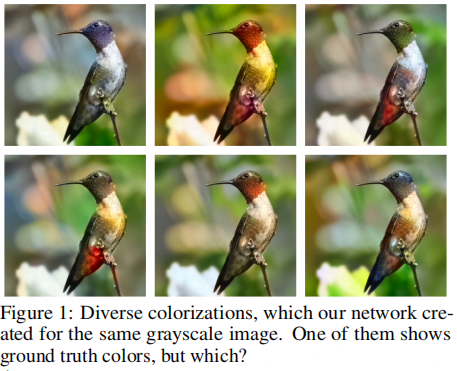 Figure 1: Diverse colorizations, which our network cre-
ated for the same grayscale image. One of them shows
ground truth colors, but which?